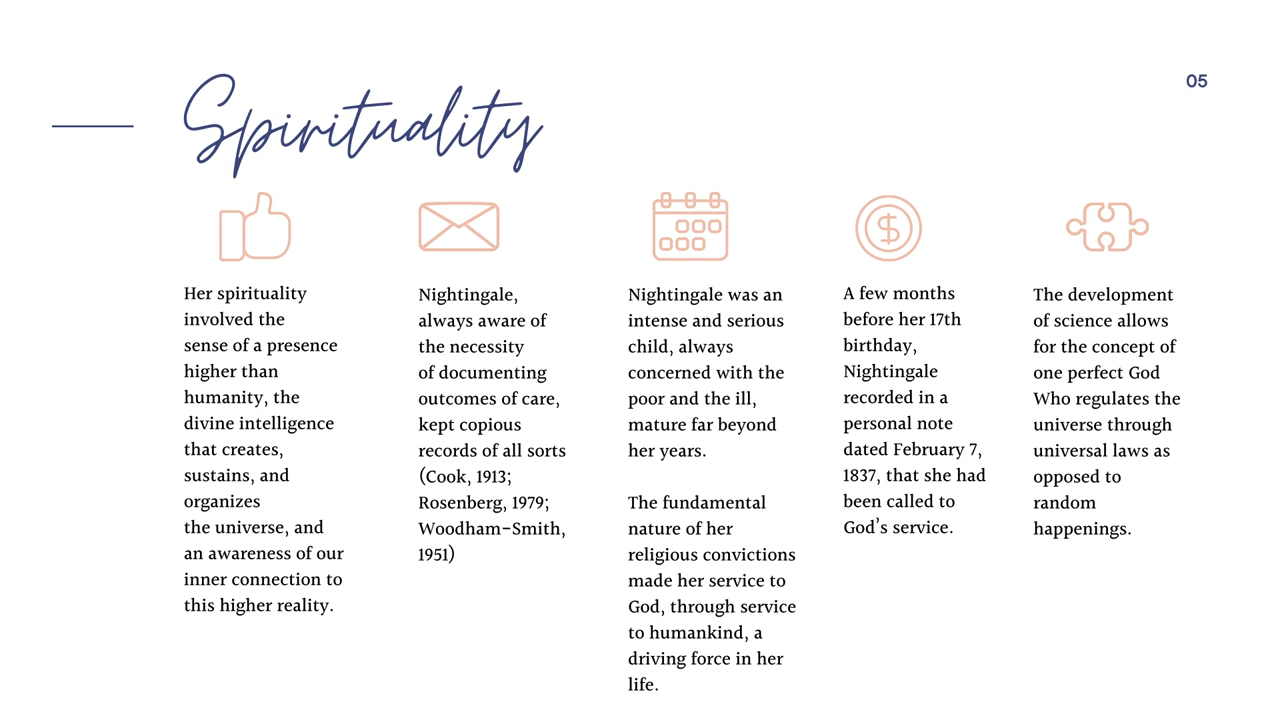 05
Spirituality
Her spirituality
involved the
sense of a presence
higher than
humanity, the
divine intelligence
that creates,
sustains, and
organizes
the universe, and
an awareness of our
inner connection to
this higher reality.
Nightingale,
always aware of
the necessity
of documenting
outcomes of care,
kept copious
records of all sorts
(Cook, 1913;
Rosenberg, 1979;
Woodham-Smith,
1951)
Nightingale was an
intense and serious
child, always
concerned with the
poor and the ill,
mature far beyond
her years.
The fundamental
nature of her
religious convictions
made her service to
God, through service
to humankind, a
driving force in her
life.
A few months
before her 17th
birthday,
Nightingale
recorded in a
personal note
dated February 7,
1837, that she had
been called to
God's service.
The development
of science allows
for the concept of
one perfect God
Who regulates the
universe through
universal laws as
opposed to
random
happenings.